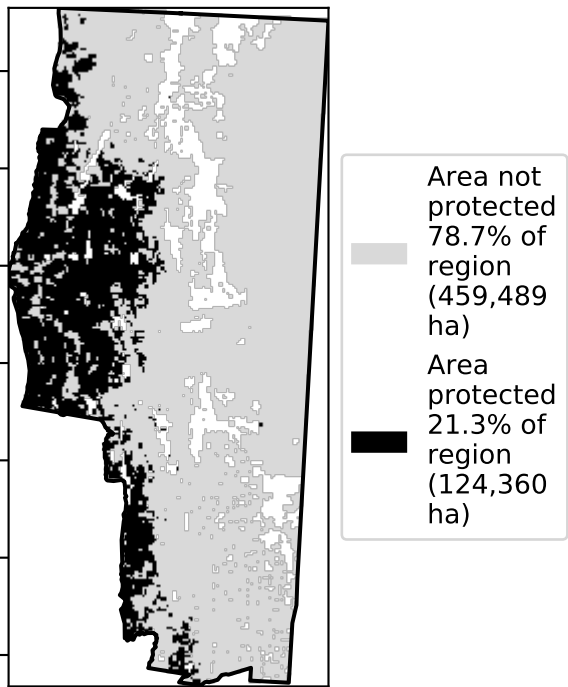 Area not
protected
78.7% of
region
(459,489
ha)
Area
protected
21.3% of
region
(124,360
ha)